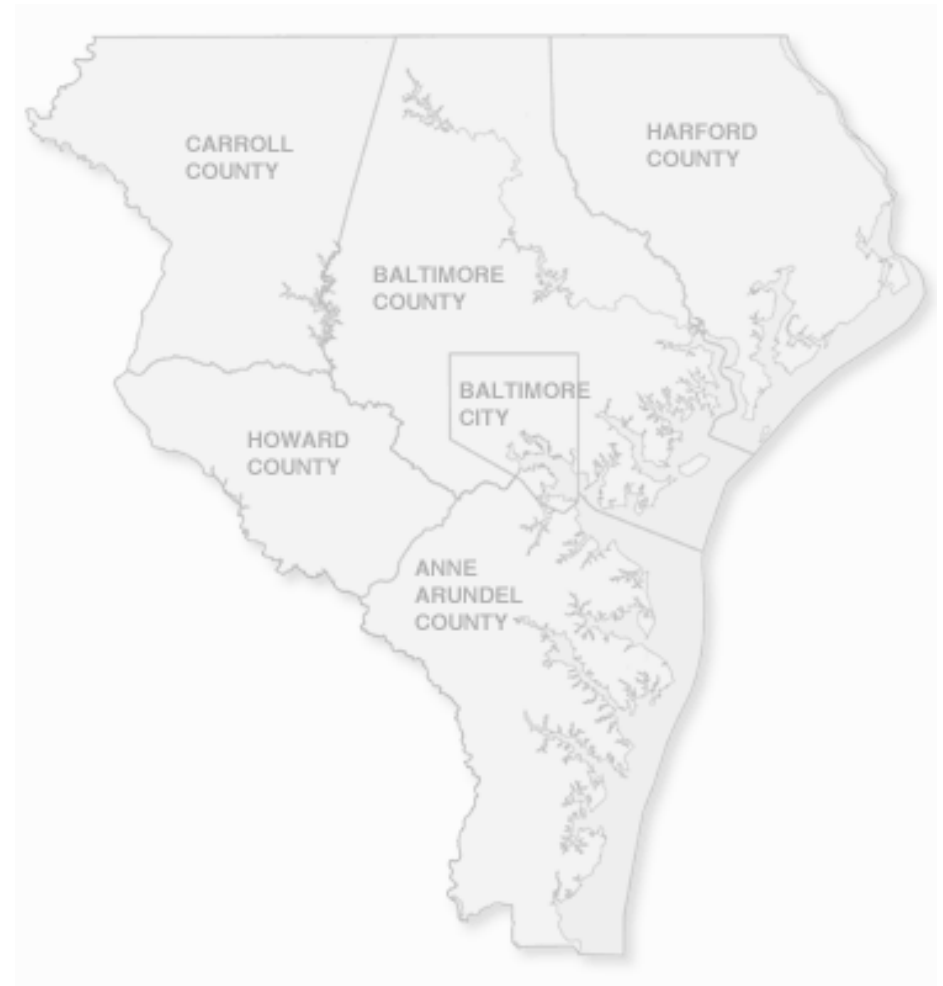 CARROLL
COUNTY
HARFORD
COUNTY
BALTIMORE
COUNTY
BALTIMORE
CITY
HOWARD
COUNTY
ANNE
ARUNDEL
COUNTY